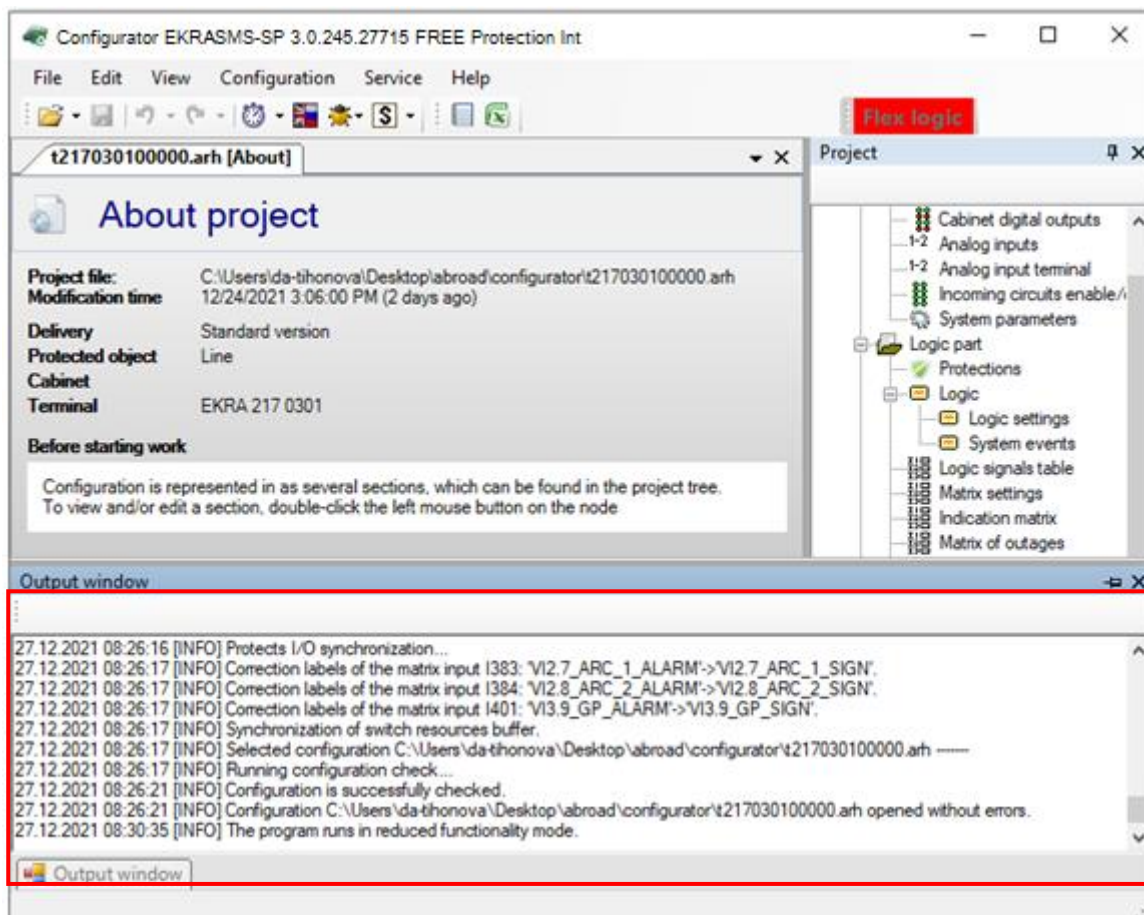 Configurator EKRASMS-SP 3.0.245.27715 FREE Protection Int
File Edit View Configuration Service Help
Flex logic
t217030100000.arh [About]
About project
Project file: C:\Users\da-tihonova\Desktop\abroad\configurator\t217030100000.arh
Modification time 12/24/2021 3:06:00 PM (2 days ago)
Delivery Standard version
Protected object Line
Cabinet
Terminal EKRA 217 0301
Before starting work
Configuration is represented in as several sections, which can be found in the project tree.
To view and/or edit a section, double-click the left mouse button on the node
Project
Cabinet digital outputs
1-2 Analog inputs
1-2 Analog input terminal
Incoming circuits enable/
System parameters
Logic part
Protections
Logic
Logic settings
System events
Logic signals table
Matrix settings
Indication matrix
Matrix of outages
Output window
27.12.2021 08:26:16 [INFO] Protects I/O synchronization...
27.12.2021 08:26:17 [INFO] Correction labels of the matrix input I383: 'VI2.7_ARC_1_ALARM'->'VI2.7_ARC_1_SIGN'.
27.12.2021 08:26:17 [INFO] Correction labels of the matrix input I384: 'VI2.8_ARC_2_ALARM'->'VI2.8_ARC_2_SIGN'.
27.12.2021 08:26:17 [INFO] Correction labels of the matrix input I401: 'VI3.9_GP_ALARM'->'VI3.9_GP_SIGN'.
27.12.2021 08:26:17 [INFO] Synchronization of switch resources buffer.
27.12.2021 08:26:17 [INFO] Selected configuration C:\Users\da-tihonova\Desktop\abroad\configurator\t217030100000.arh -------
27.12.2021 08:26:17 [INFO] Running configuration check...
27.12.2021 08:26:21 [INFO] Configuration is successfully checked.
27.12.2021 08:26:21 [INFO] Configuration C:\Users\da-tihonova\Desktop\abroad\configurator\t217030100000.arh opened without errors.
27.12.2021 08:30:35 [INFO] The program runs in reduced functionality mode.
Output window